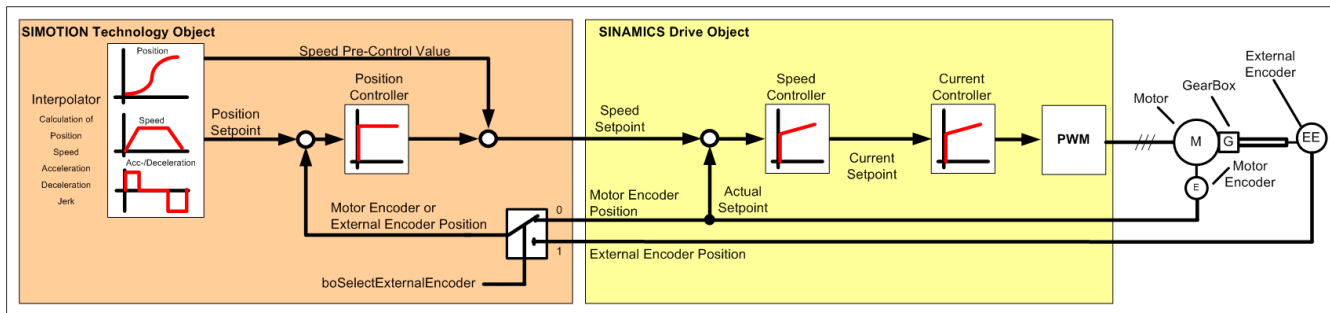 SIMOTION Technology Object
Position
Speed Pre-Control Value
Interpolator
Calculation of
Position
Speed
Acceleration
Deceleration
Jerk
Speed
Acc-/Deceleration
Position
Setpoint
Position
Controller
Motor Encoder or
External Encoder Position
0
1
boSelectExternalEncoder
SINAMICS Drive Object
Speed
Setpoint
Speed
Controller
Current
Setpoint
Current
Controller
PWM
Motor Encoder
Position
Actual
Setpoint
External Encoder Position
External
Encoder
GearBox
Motor
M
G
EE
E
Motor
Encoder